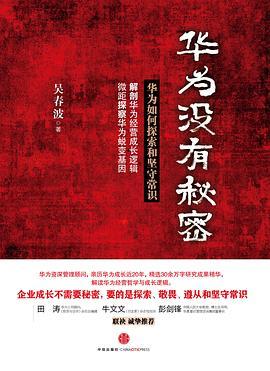 华为没有秘密
华为如何探索和坚守常识
解剖华为经营成长逻辑
微距探察华为蜕变基因
吴春波
著
华为资深管理顾问,亲历华为成长近20年,精选30余万字研究成果精华,
解读华为经营哲学与成长逻辑。
企业成长不需要秘密,要的是探索、敬畏、遵从和坚守常识
田 涛 牛文文 彭剑锋
联袂 诚挚推荐
中信出版社
CHINA CITIC PRESS